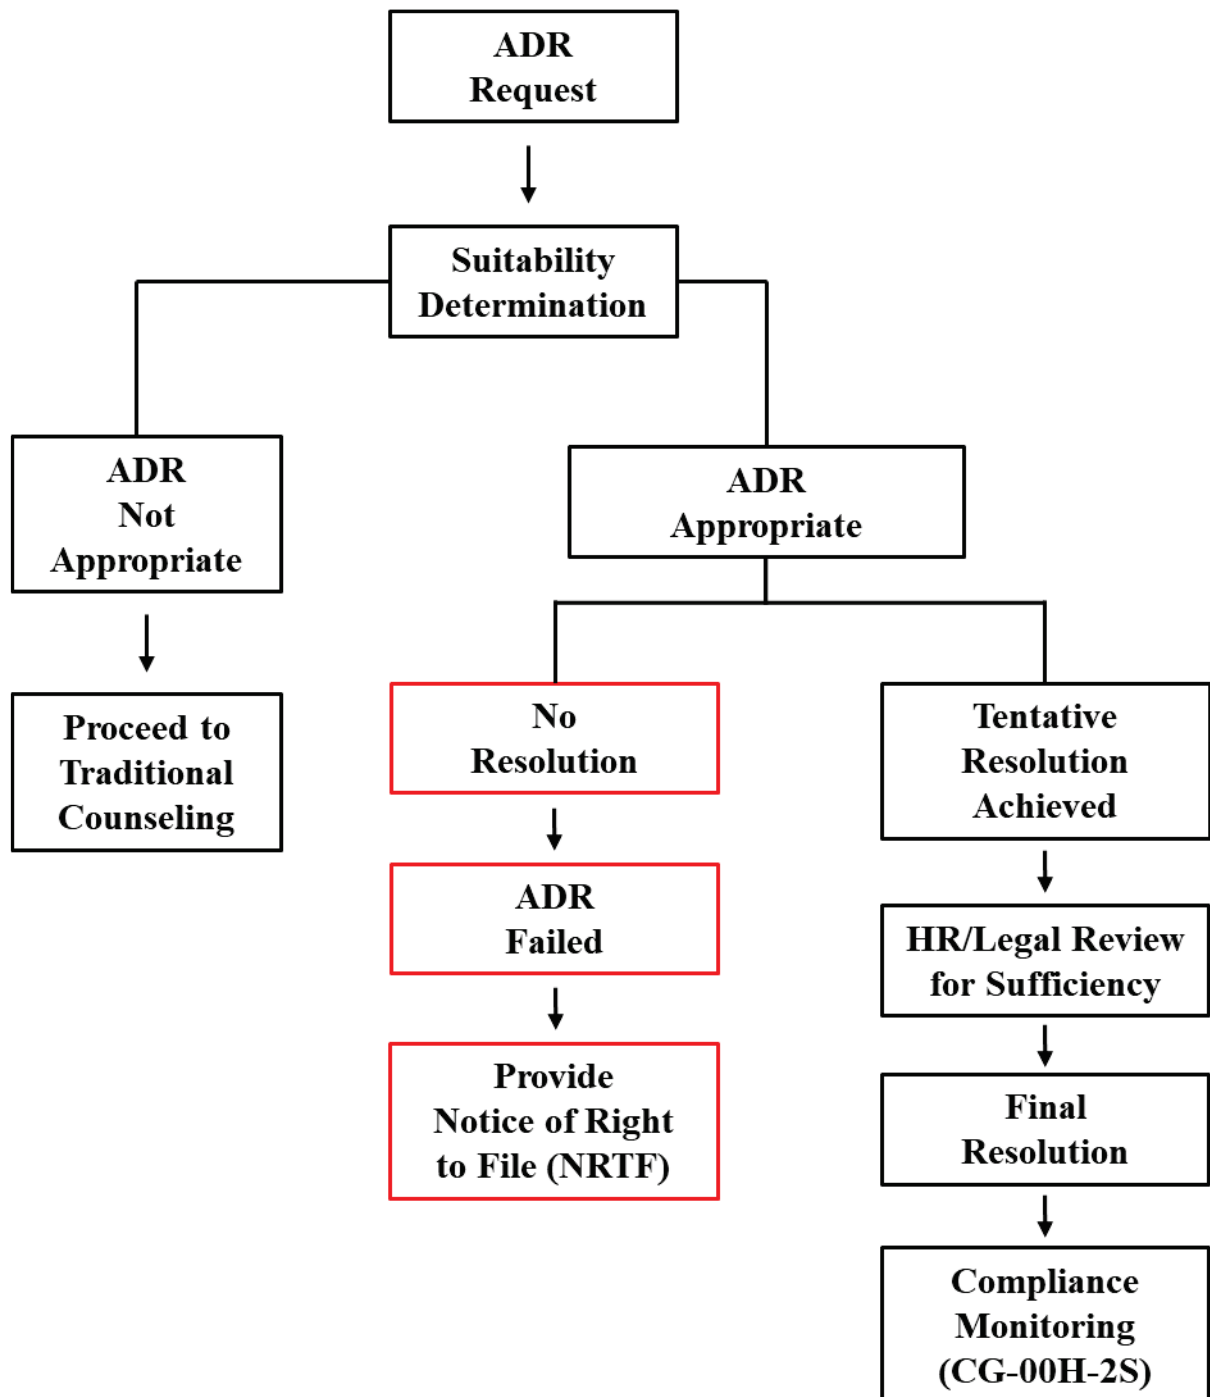 ADR
Request
Suitability
Determination
ADR
Not
Appropriate
Proceed to
Traditional
Counseling
ADR
Appropriate
No
Resolution
ADR
Failed
Provide
Notice of Right
to File (NRTF)
Tentative
Resolution
Achieved
HR/Legal Review
for Sufficiency
Final
Resolution
Compliance
Monitoring
(CG-00H-2S)